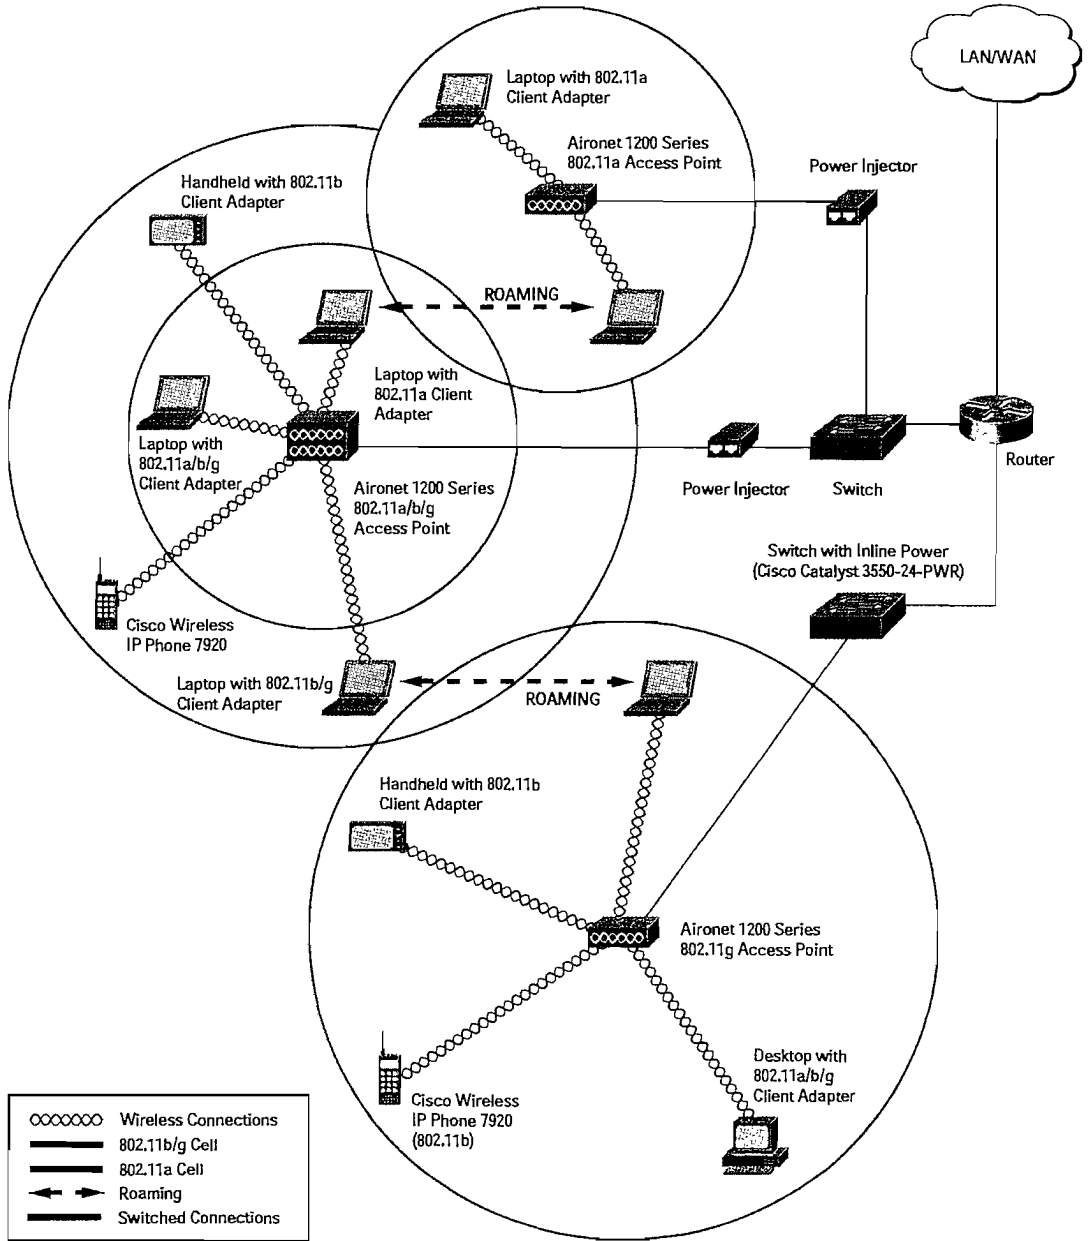 LAN/WAN
Laptop with 802.11a
Client Adapter
Aironet 1200 Series
802.11a Access Point
Power Injector
Handheld with 802.11b
Client Adapter
ROAMING
Laptop with
802.11a Client
Adapter
Laptop with
802.11a/b/g
Client Adapter
Aironet 1200 Series
802.11a/b/g
Access Point
Power Injector
Switch
Router
Switch with Inline Power
(Cisco Catalyst 3550-24-PWR)
Cisco Wireless
IP Phone 7920
Laptop with 802.11b/g
Client Adapter
ROAMING
Handheld with 802.11b
Client Adapter
Aironet 1200 Series
802.11g Access Point
Cisco Wireless
IP Phone 7920
(802.11b)
Desktop with
802.11a/b/g
Client Adapter
Wireless Connections
802.11b/g Cell
802.11a Cell
Roaming
Switched Connections